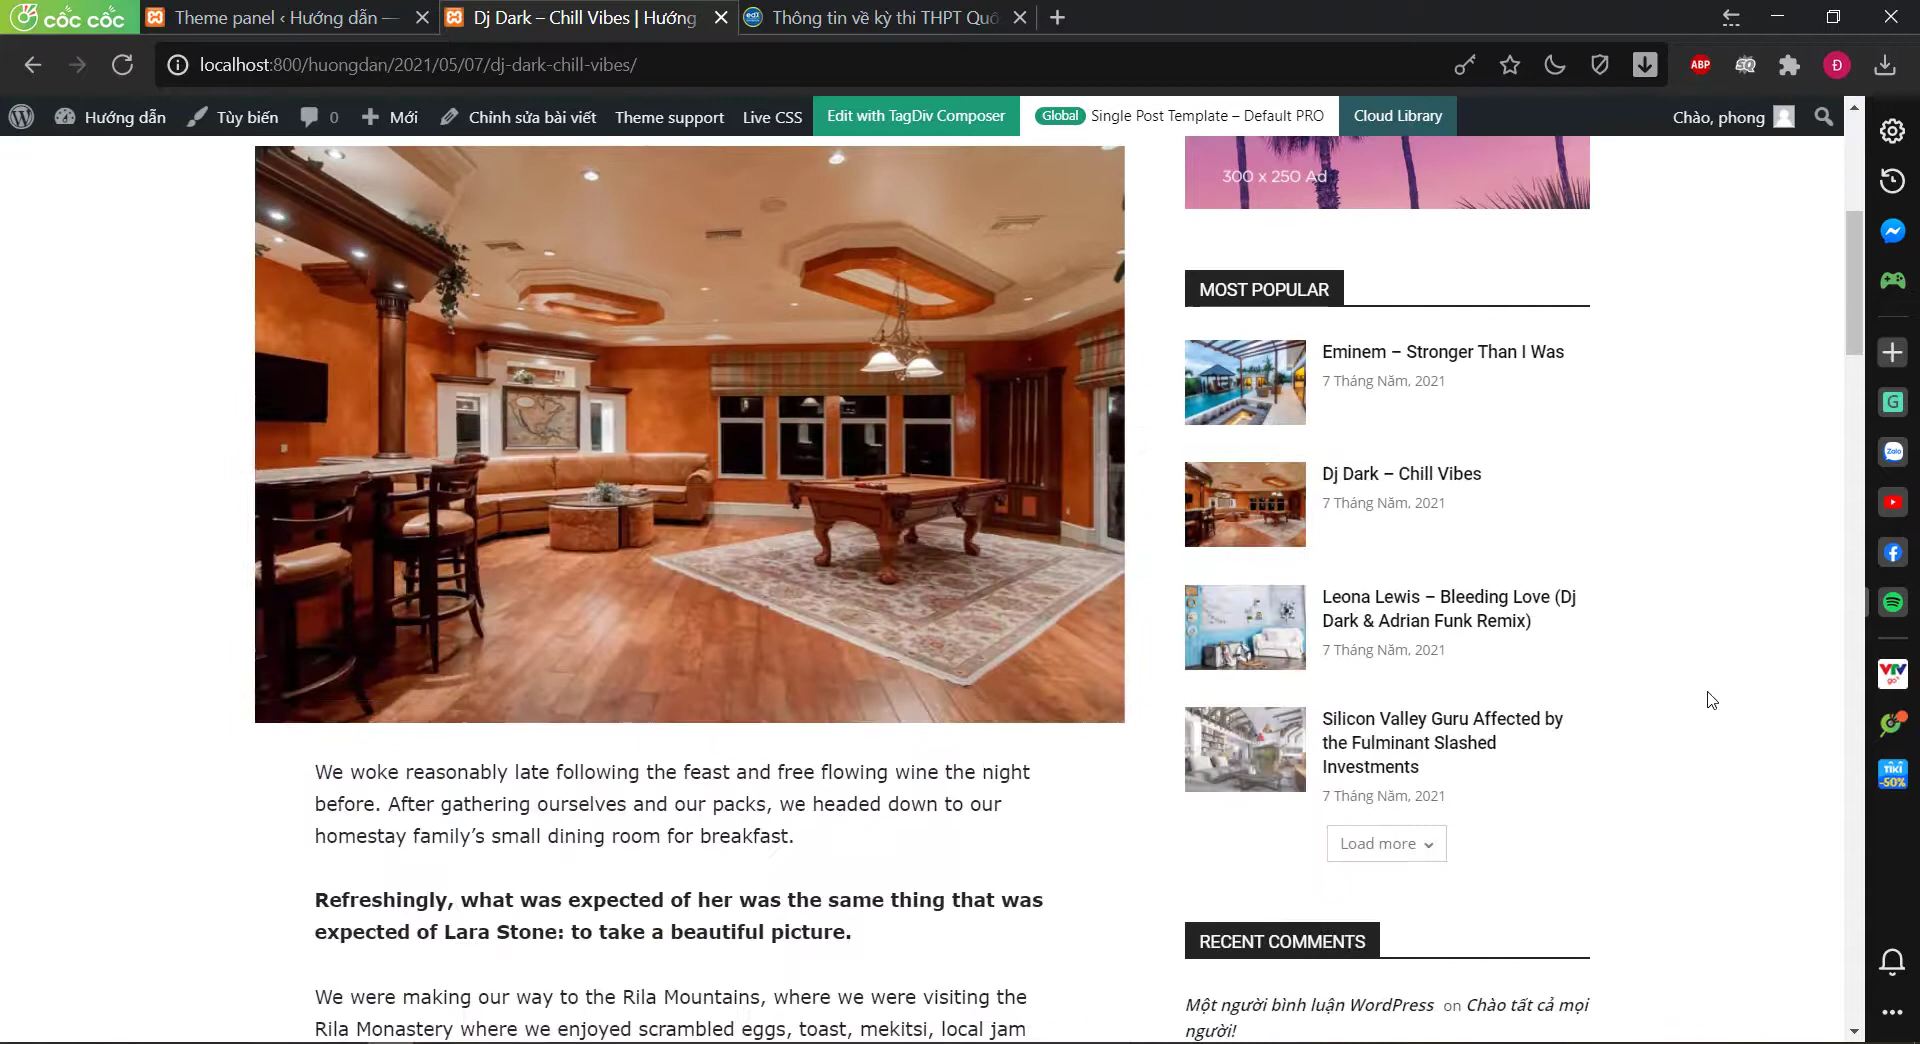 cốc cốc
Theme panel ‹ Hướng dẫn —
Dj Dark – Chill Vibes | Hướng
Thông tin về kỳ thi THPT Quố
localhost:800/huongdan/2021/05/07/dj-dark-chill-vibes/
ABP
Đ
Hướng dẫn
Tùy biến
0
Mới
Chỉnh sửa bài viết
Theme support
Live CSS
Edit with TagDiv Composer
Global
Single Post Template – Default PRO
Cloud Library
Chào, phong
300 x 250 Ad
MOST POPULAR
Eminem – Stronger Than I Was
7 Tháng Năm, 2021
Dj Dark – Chill Vibes
7 Tháng Năm, 2021
Leona Lewis – Bleeding Love (Dj
Dark & Adrian Funk Remix)
7 Tháng Năm, 2021
Silicon Valley Guru Affected by
the Fulminant Slashed
Investments
7 Tháng Năm, 2021
Load more
RECENT COMMENTS
Một người bình luận WordPress on Chào tất cả mọi
người!
We woke reasonably late following the feast and free flowing wine the night
before. After gathering ourselves and our packs, we headed down to our
homestay family’s small dining room for breakfast.
Refreshingly, what was expected of her was the same thing that was
expected of Lara Stone: to take a beautiful picture.
We were making our way to the Rila Mountains, where we were visiting the
Rila Monastery where we enjoyed scrambled eggs, toast, mekitsi, local jam
G
Zalo
VTV
go
TIKI
-50%